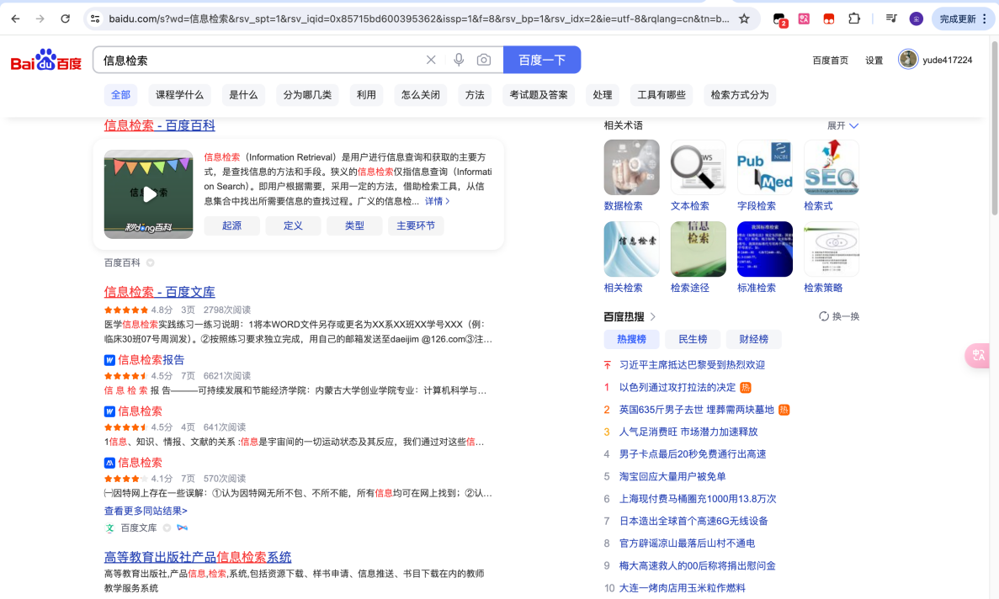 baidu.com/s?wd=信息检索&rsv_spt=1&rsv_iqid=0x85715bd600395362&issp=1&f=8&rsv_bp=1&rsv_idx=2&ie=utf-8&rqlang=cn&tn=b...
2
完成更新
Bai 百度
信息检索
百度一下
百度首页 设置 yude417224
全部 课程学什么 是什么 分为哪几类 利用 怎么关闭 方法 考试题及答案 处理 工具有哪些 检索方式分为
信息检索 - 百度百科
信息检索（Information Retrieval）是用户进行信息查询和获取的主要方
式，是查找信息的方法和手段。狭义的信息检索仅指信息查询（Informati
on Search）。即用户根据需要，采用一定的方法，借助检索工具，从信
息集合中找出所需要信息的查找过程。广义的信息检... 详情
秒dǒng百科
起源 定义 类型 主要环节
百度百科
信息检索 - 百度文库
4.8分 3页 2798次阅读
医学信息检索实践练习一练习说明：1将本WORD文件另存或更名为XX系XX班XX学号XXX（例：
临床30班07号周润发）。②按照练习要求独立完成，用自己的邮箱发送至daeijim @126.com③注...
信息检索报告
4.5分 7页 6621次阅读
信 息 检 索 报 告———可持续发展和节能经济学院：内蒙古大学创业学院专业：计算机科学与...
信息检索
4.5分 4页 641次阅读
1信息、知识、情报、文献的关系 :信息是宇宙间的一切运动状态及其反应，我们通过对这些信...
信息检索
4.1分 7页 570次阅读
㈠因特网上存在一些误解：①认为因特网无所不包、不所不能，所有信息均可在网上找到；②认...
查看更多同站结果>
百度文库
高等教育出版社产品信息检索系统
高等教育出版社,产品信息,检索,系统,包括资源下载、样书申请、信息推送、书目下载在内的教师
教学服务系统
相关术语 展开
WS
Pub Med
NCBI
SEO
数据检索 文本检索 字段检索 检索式
信息检索
信息
检索
我国标准检索
相关检索 检索途径 标准检索 检索策略
百度热搜 换一换
热搜榜 民生榜 财经榜
习近平主席抵达巴黎受到热烈欢迎
1 以色列通过攻打拉法的决定 热
2 英国635斤男子去世 埋葬需两块墓地 热
3 人气足消费旺 市场潜力加速释放
4 男子卡点最后20秒免费通行出高速
5 淘宝回应大量用户被免单
6 上海现付费马桶圈充1000用13.8万次
7 日本造出全球首个高速6G无线设备
8 官方辟谣凉山最落后山村不通电
9 梅大高速救人的00后称将捐出慰问金
10 大连一烤肉店用玉米粒作燃料